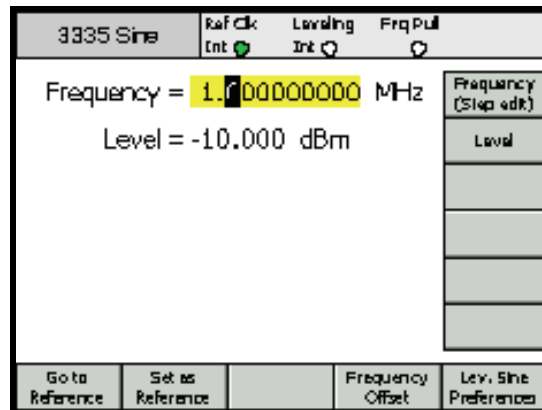 3335 Sine
Ref Clk Leveling Frq Pull
Int Int
Frequency = 1.000000000 MHz
Level = -10.000 dBm
Frequency
(Step edit)
Level
Go to
Reference
Set as
Reference
Frequency
Offset
Lev. Sine
Preferences